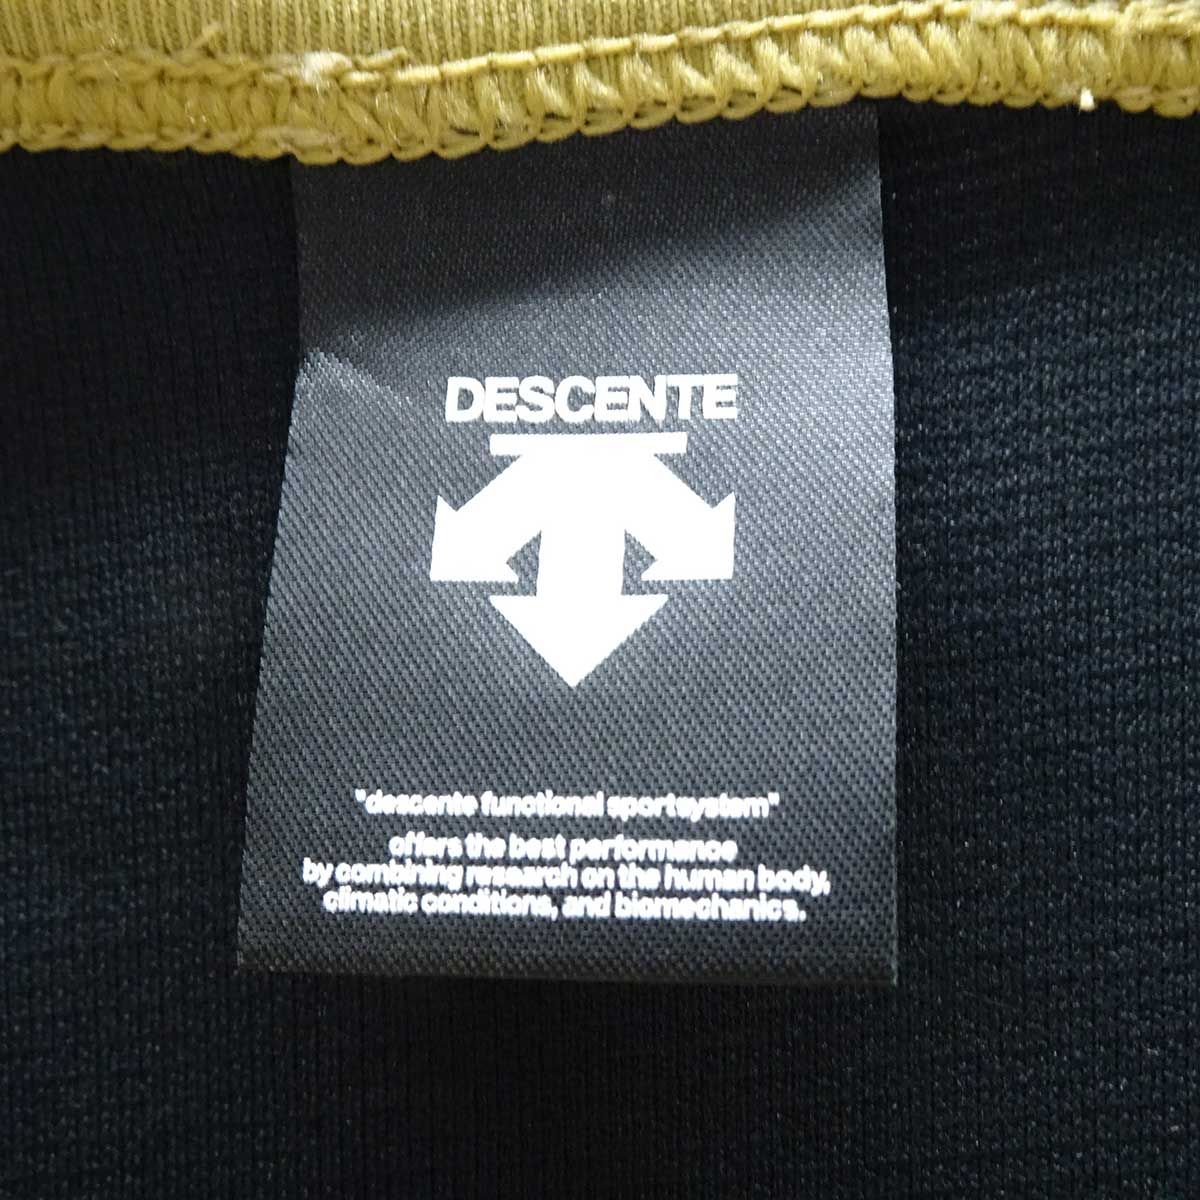 DESCENTE
"descente functional sportsystem"
offers the best performance
by combining research on the human body,
climatic conditions, and biomechanics.